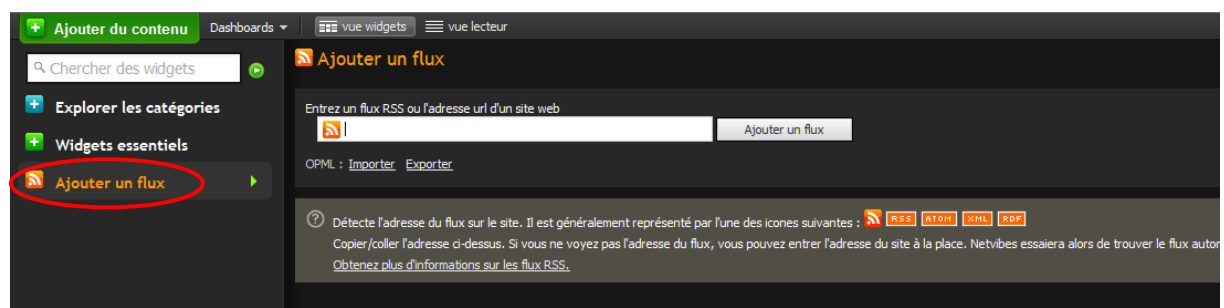 Ajouter du contenu Dashboards vue widgets vue lecteur
Chercher des widgets
Explorer les catégories
Widgets essentiels
Ajouter un flux
Ajouter un flux
Entrez un flux RSS ou l'adresse url d'un site web
Ajouter un flux
OPML : Importer Exporter
? Détecte l'adresse du flux sur le site. Il est généralement représenté par l'une des icones suivantes : RSS ATOM XML RDF
Copier/coller l'adresse ci-dessus. Si vous ne voyez pas l'adresse du flux, vous pouvez entrer l'adresse du site à la place. Netvibes essaiera alors de trouver le flux autor
Obtenez plus d'informations sur les flux RSS.